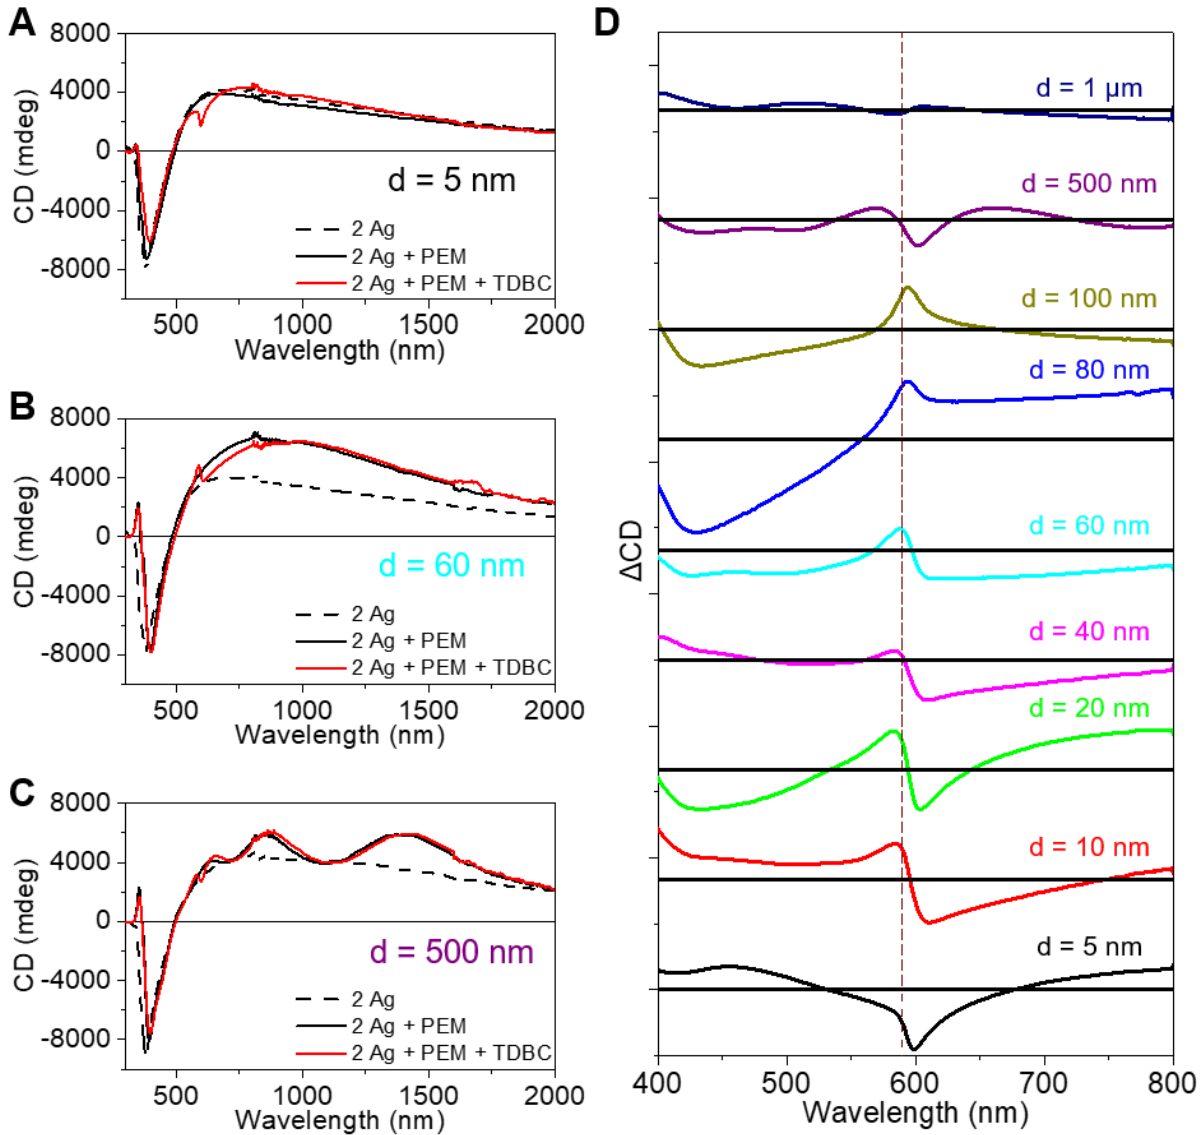 A
8000
4000
0
-4000
-8000
CD (mdeg)
d = 5 nm
2 Ag
2 Ag + PEM
2 Ag + PEM + TDBC
500
1000
1500
2000
Wavelength (nm)
B
8000
4000
0
-4000
-8000
CD (mdeg)
d = 60 nm
2 Ag
2 Ag + PEM
2 Ag + PEM + TDBC
500
1000
1500
2000
Wavelength (nm)
C
8000
4000
0
-4000
-8000
CD (mdeg)
d = 500 nm
2 Ag
2 Ag + PEM
2 Ag + PEM + TDBC
500
1000
1500
2000
Wavelength (nm)
D
ΔCD
d = 1 μm
d = 500 nm
d = 100 nm
d = 80 nm
d = 60 nm
d = 40 nm
d = 20 nm
d = 10 nm
d = 5 nm
400
500
600
700
800
Wavelength (nm)